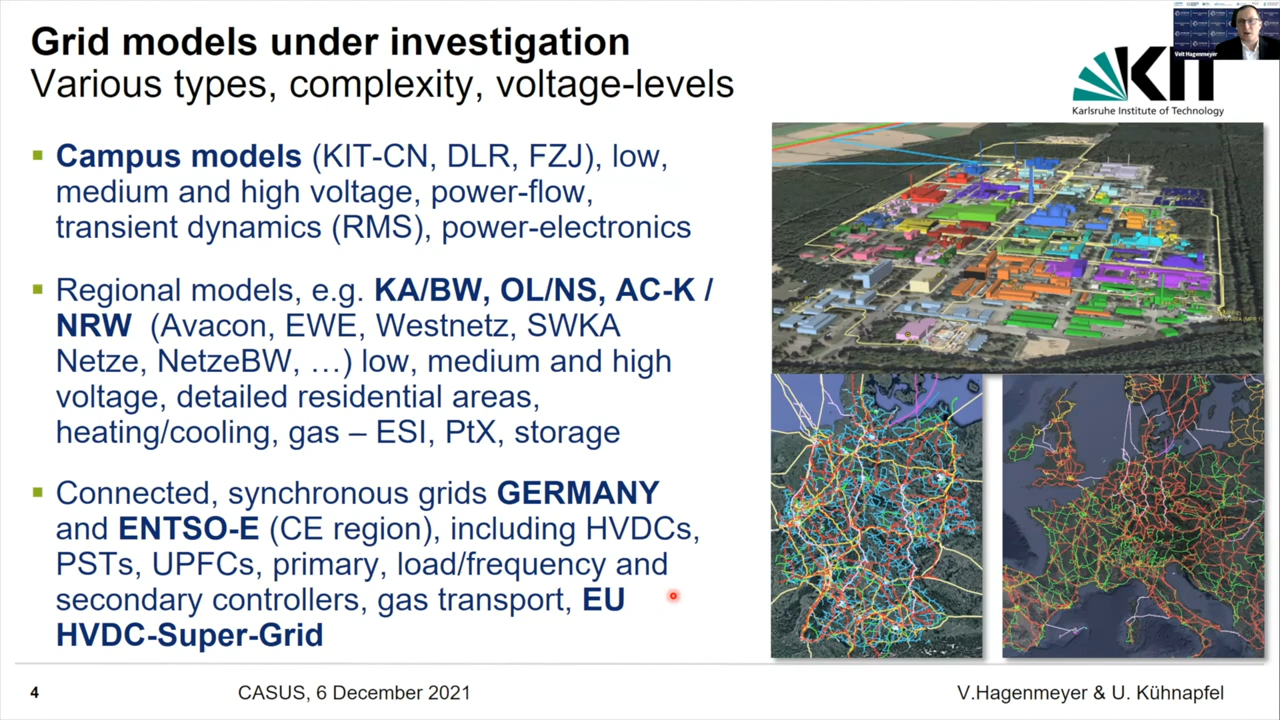 Grid models under investigation
Various types, complexity, voltage-levels
Veit Hagenmeyer
KIT
Karlsruhe Institute of Technology
▪ Campus models (KIT-CN, DLR, FZJ), low,
medium and high voltage, power-flow,
transient dynamics (RMS), power-electronics
▪ Regional models, e.g. KA/BW, OL/NS, AC-K /
NRW (Avacon, EWE, Westnetz, SWKA
Netze, NetzeBW, …) low, medium and high
voltage, detailed residential areas,
heating/cooling, gas – ESI, PtX, storage
▪ Connected, synchronous grids GERMANY
and ENTSO-E (CE region), including HVDCs,
PSTs, UPFCs, primary, load/frequency and
secondary controllers, gas transport, EU
HVDC-Super-Grid
4
CASUS, 6 December 2021
V.Hagenmeyer & U. Kühnapfel